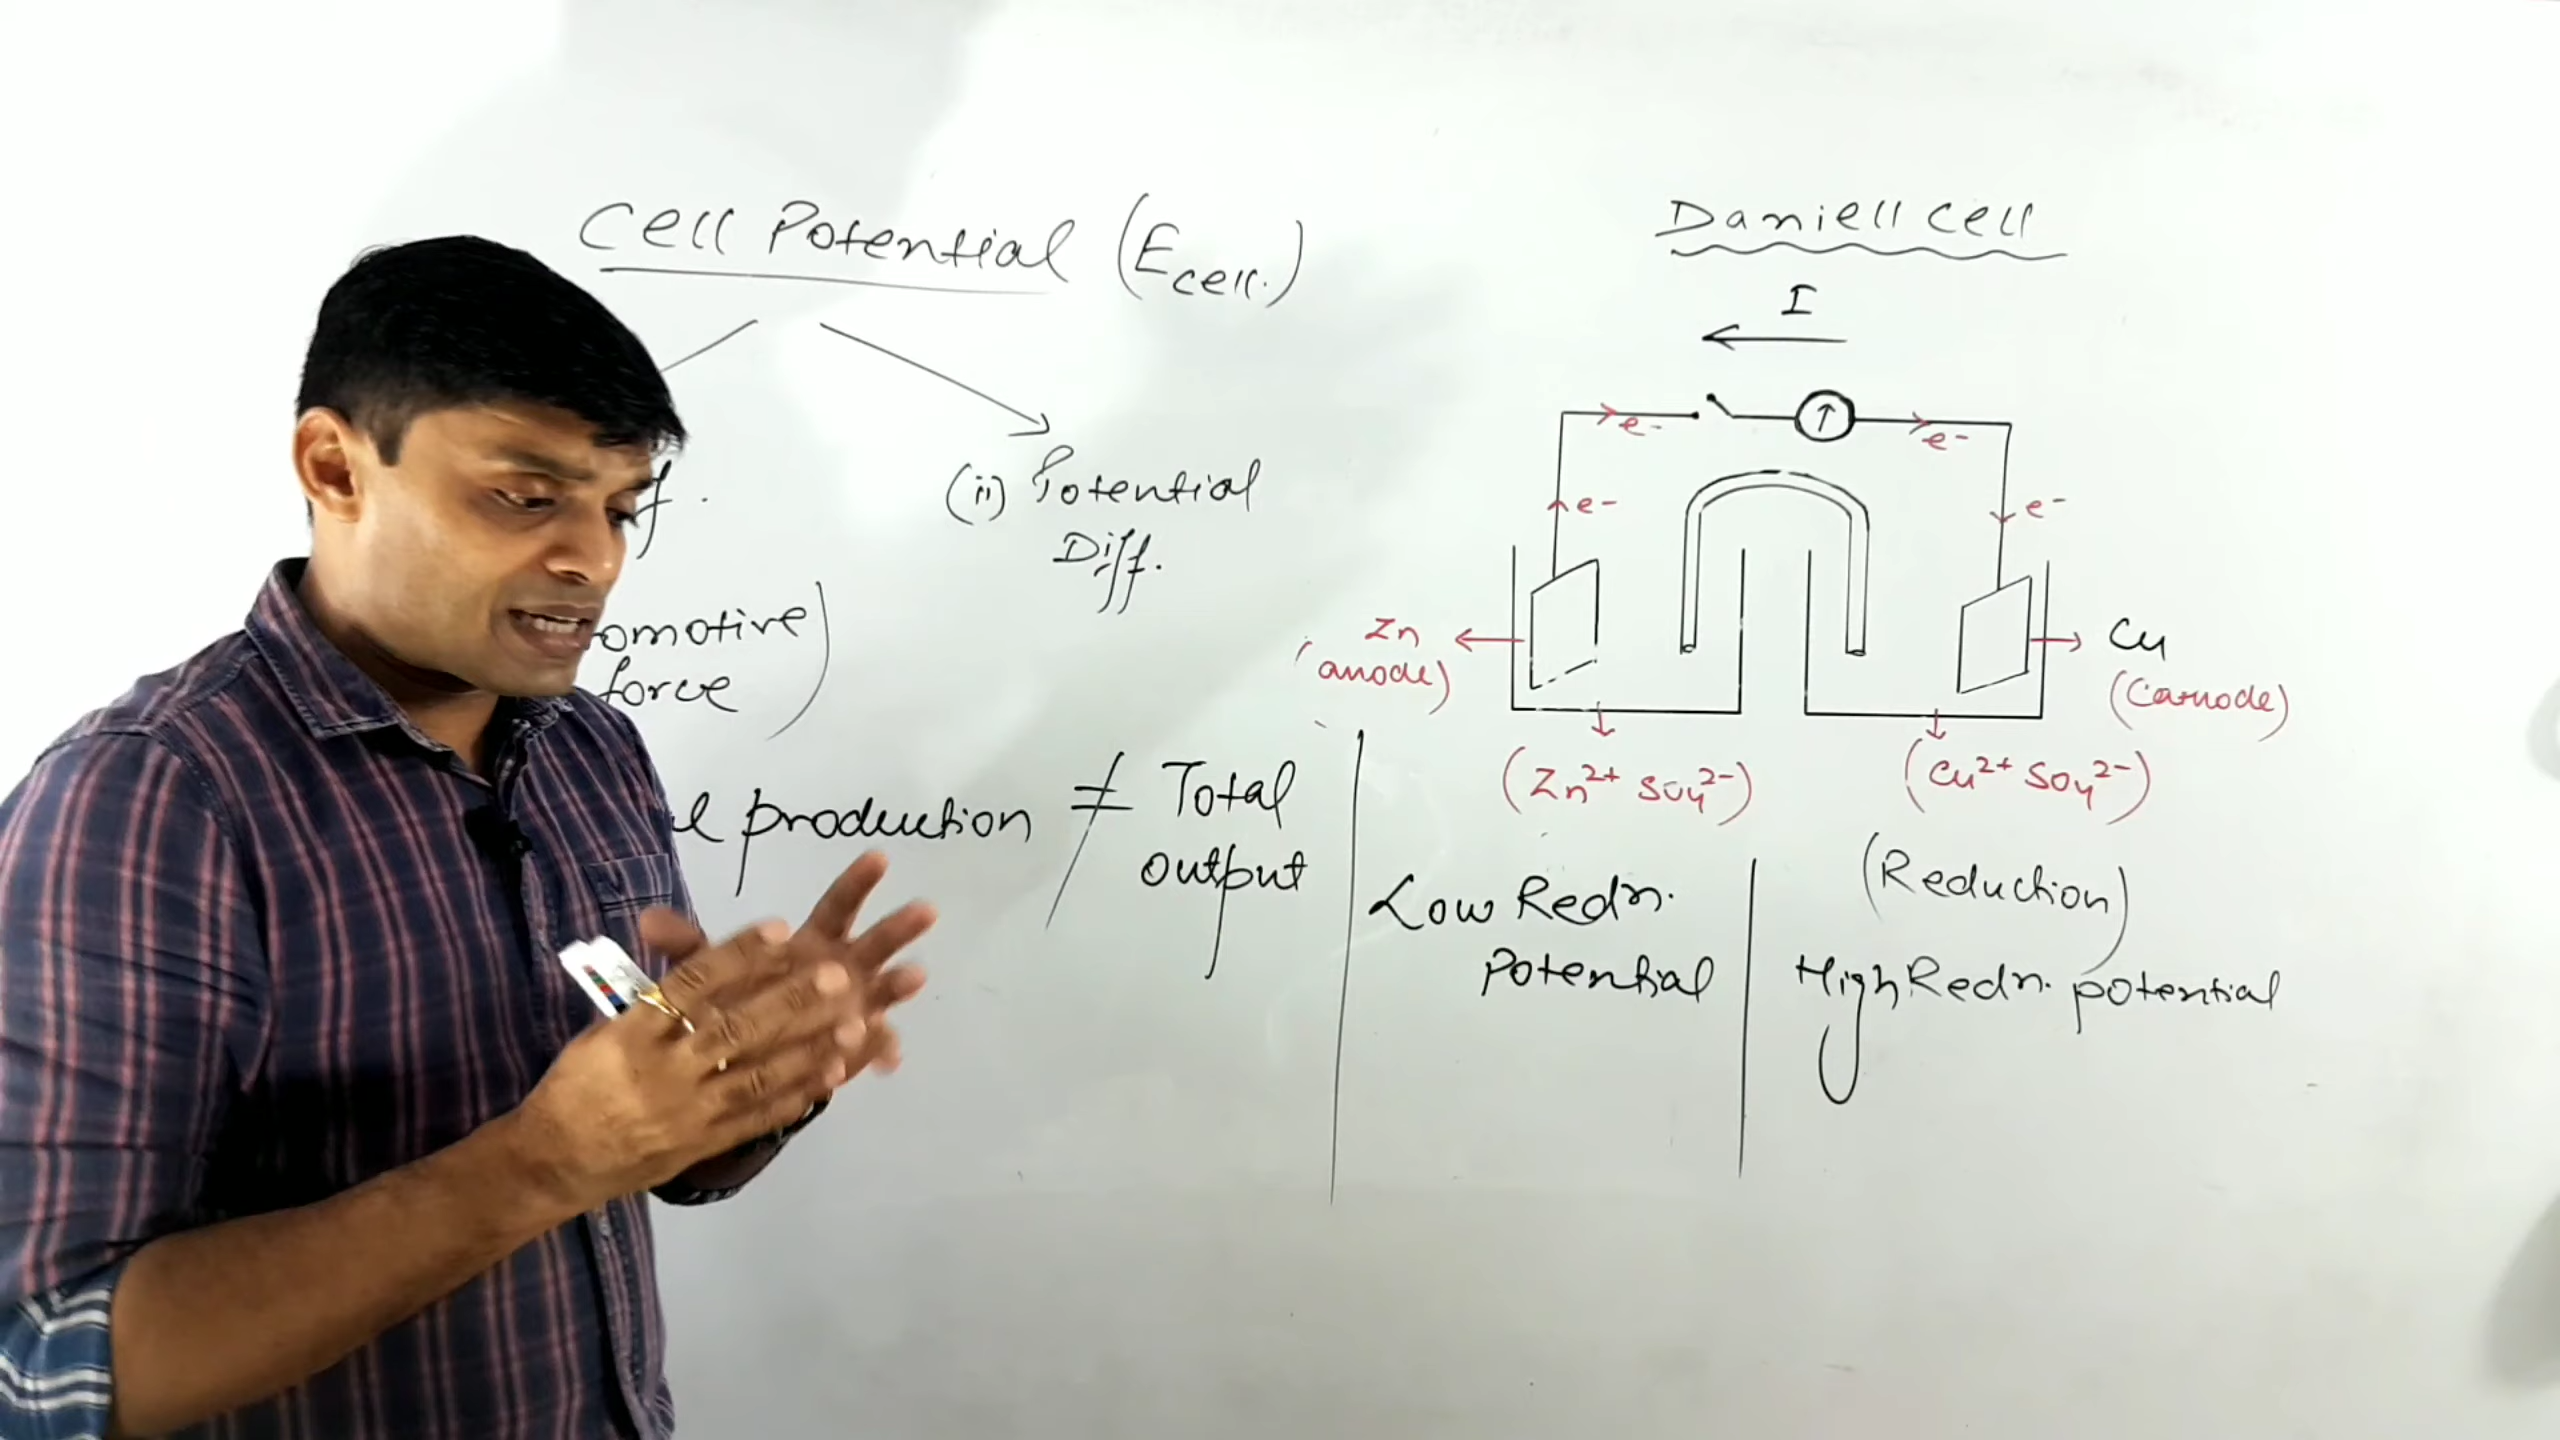 Cell Potential (Ecell.)
(ii) Potential
Diff.
omotive)
force
production ≠ Total
output
Daniell cell
I
e-
e-
e-
e-
Zn
(anode)
Cu
(Cathode)
(Zn2+ SO42-)
(Cu2+ SO42-)
Low Redn.
Potential
(Reduction)
High Redn. potential